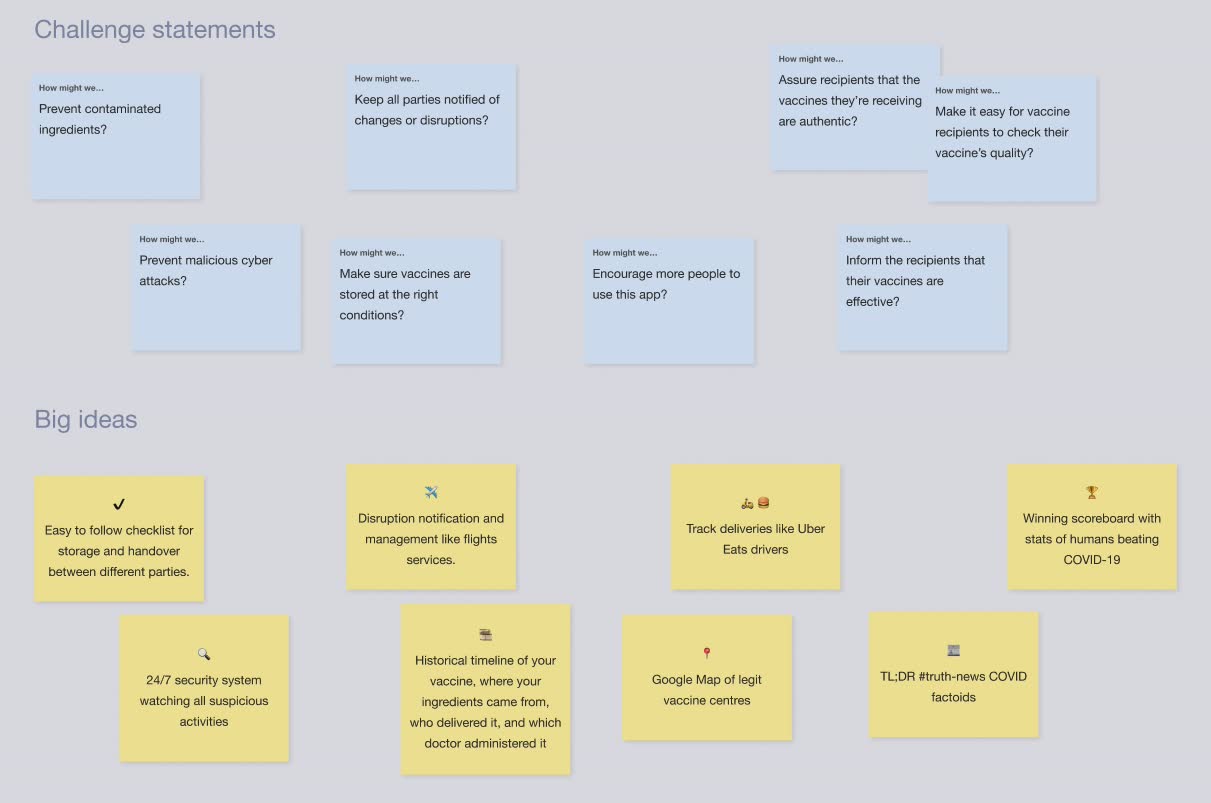 Challenge statements
How might we...
Prevent contaminated
ingredients?
How might we...
Keep all parties notified of
changes or disruptions?
How might we...
Assure recipients that the
vaccines they're receiving
are authentic?
How might we...
Make it easy for vaccine
recipients to check their
vaccine's quality?
How might we...
Prevent malicious cyber
attacks?
How might we...
Make sure vaccines are
stored at the right
conditions?
How might we...
Encourage more people to
use this app?
How might we...
Inform the recipients that
their vaccines are
effective?
Big ideas
Easy to follow checklist for
storage and handover
between different parties.
Disruption notification and
management like flights
services.
Track deliveries like Uber
Eats drivers
Winning scoreboard with
stats of humans beating
COVID-19
24/7 security system
watching all suspicious
activities
Historical timeline of your
vaccine, where your
ingredients came from,
who delivered it, and which
doctor administered it
Google Map of legit
vaccine centres
TL;DR #truth-news COVID
factoids